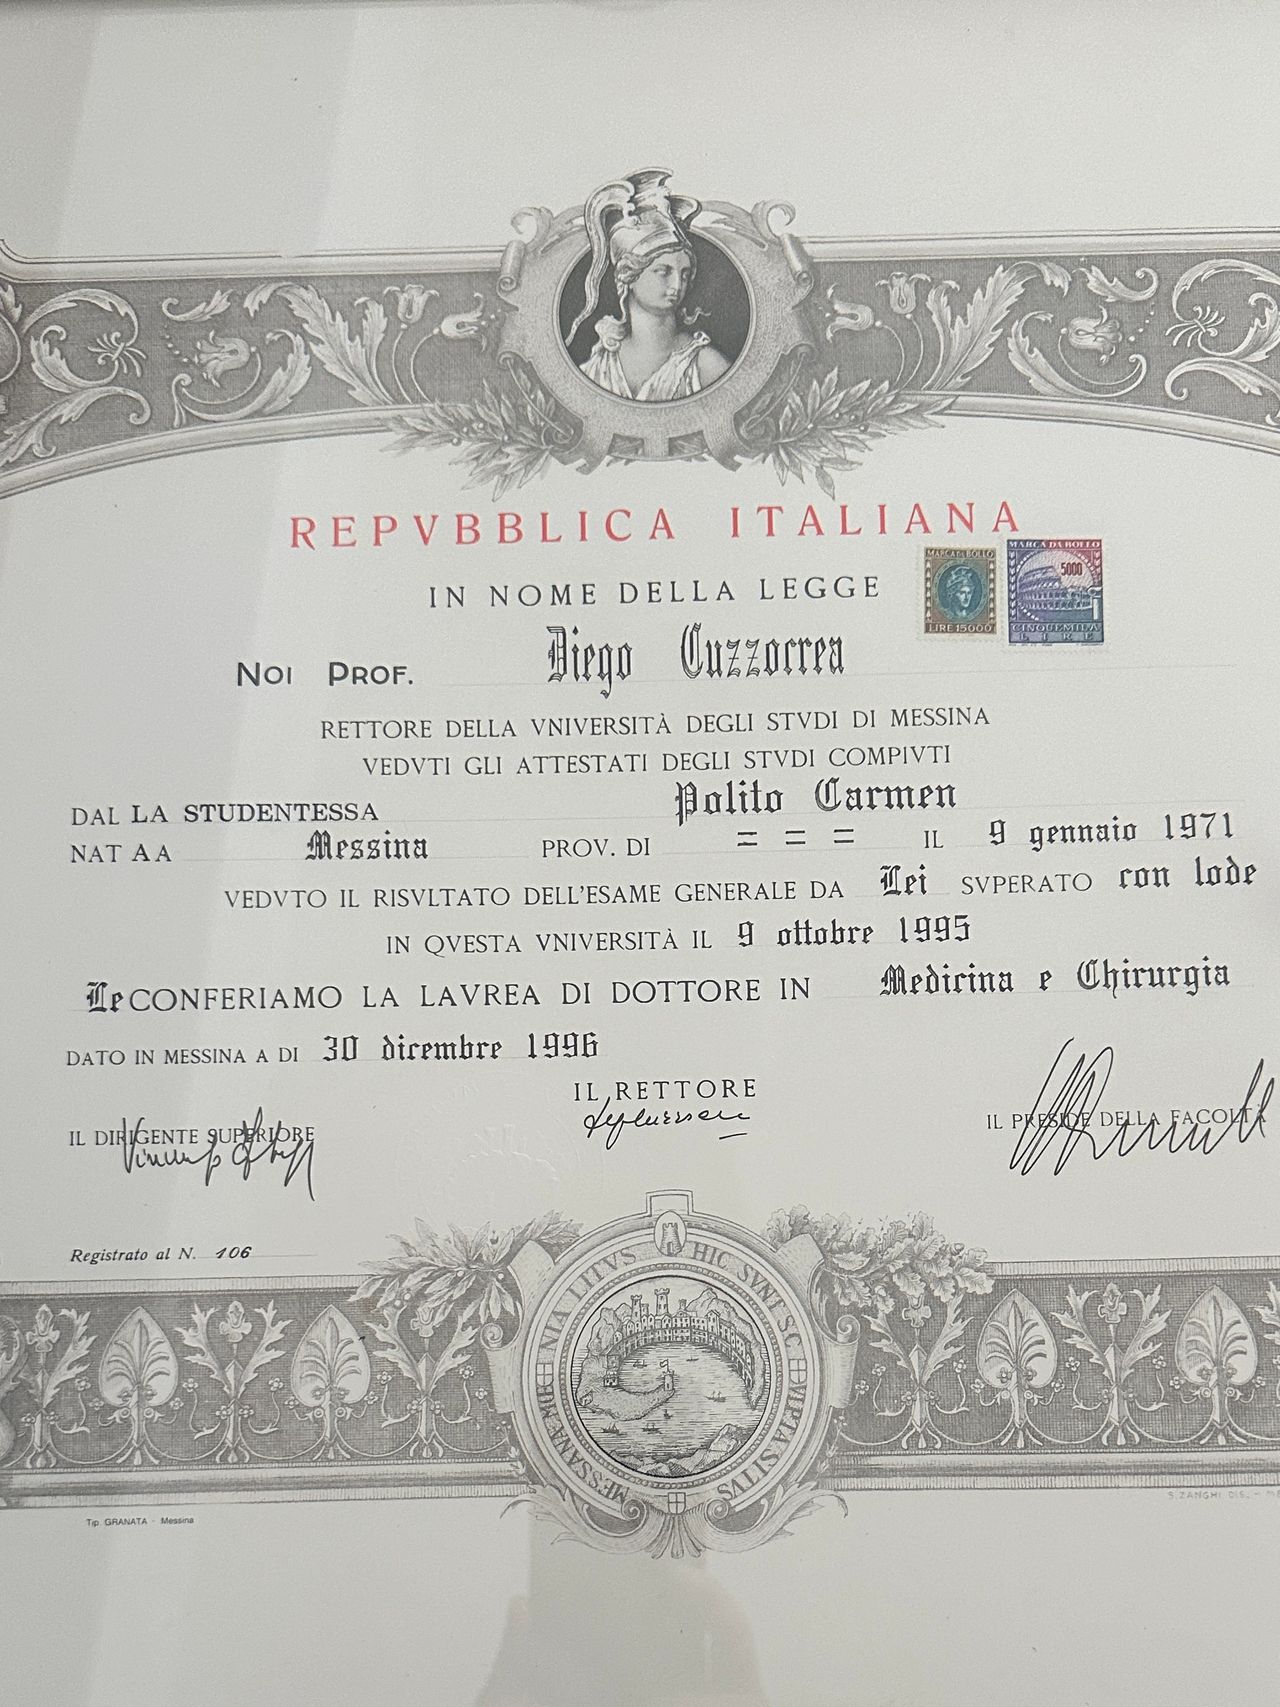 REPVBBLICA ITALIANA
MARCA DA BOLLO
LIRE 15000
MARCA DA BOLLO
5000
CINQUEMILA
LIRE
IN NOME DELLA LEGGE
NOI PROF. Diego Cuzzocrea
RETTORE DELLA VNIVERSITÀ DEGLI STVDI DI MESSINA
VEDVTI GLI ATTESTATI DEGLI STVDI COMPIVTI
DAL LA STUDENTESSA Polito Carmen
NAT A A Messina PROV. DI = = = IL 9 gennaio 1971
VEDVTO IL RISVLTATO DELL'ESAME GENERALE DA Lei SVPERATO con lode
IN QVESTA VNIVERSITÀ IL 9 ottobre 1995
Le CONFERIAMO LA LAVREA DI DOTTORE IN Medicina e Chirurgia
DATO IN MESSINA A DI 30 dicembre 1996
IL RETTORE
IL DIRIGENTE SUPERIORE
IL PRESIDE DELLA FACOLTÀ
Registrato al N. 106
HIC SVNT SC
VIPTA SITVS
MESSANA
Tip. GRANATA - Messina
S. ZANGHI DIS.